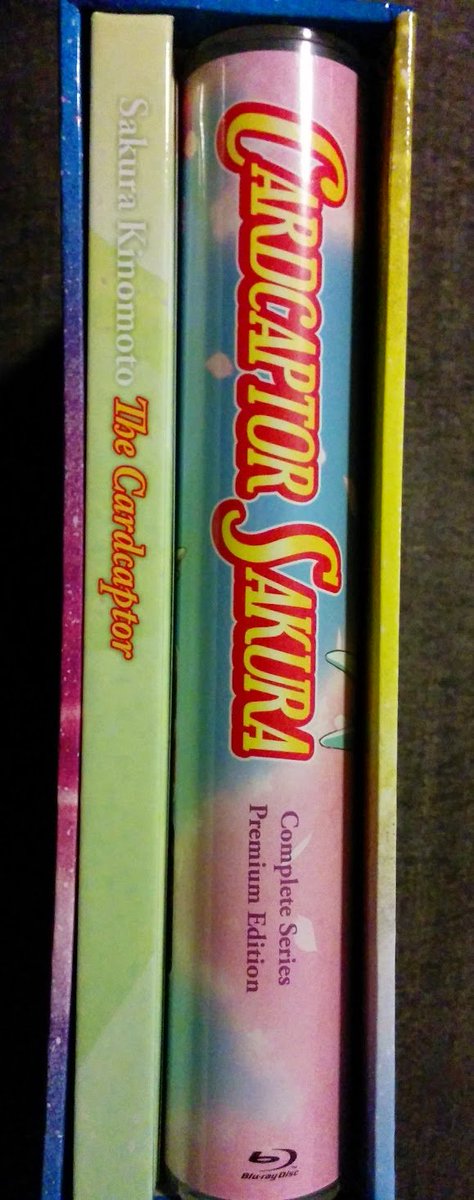 Sakura Kinomoto The Cardcaptor
CARDCAPTOR SAKURA
Complete Series
Premium Edition
Blu-ray Disc